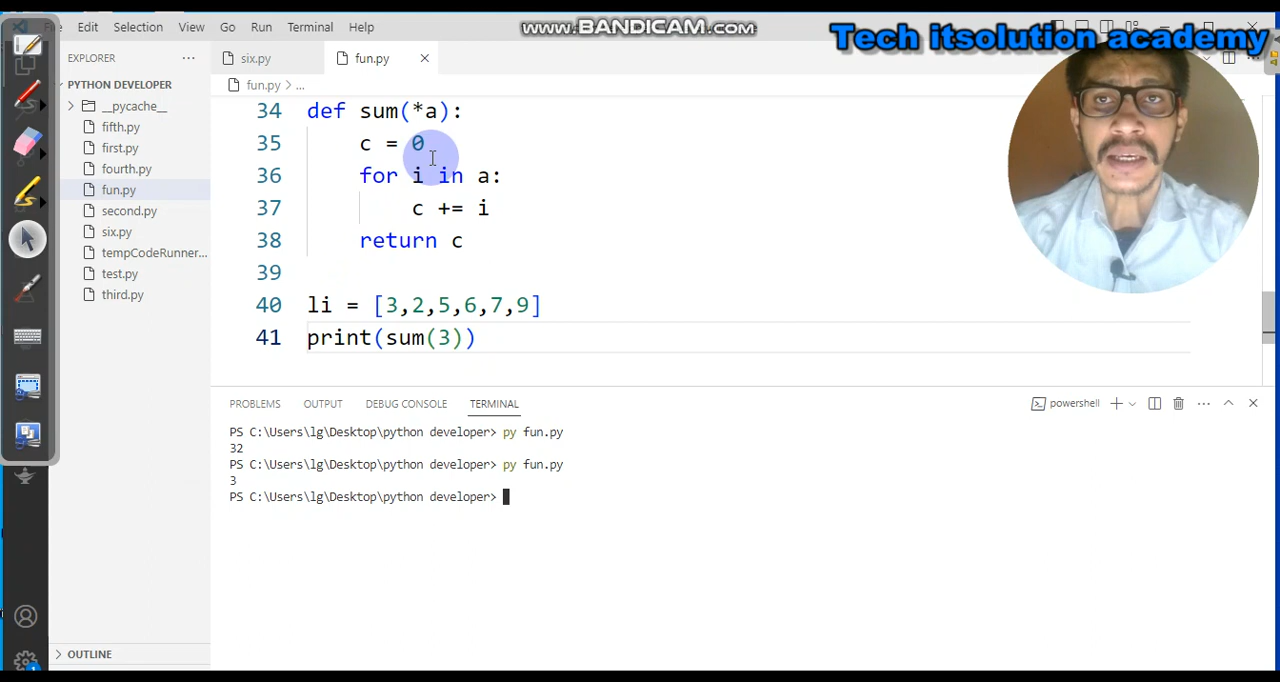 File Edit Selection View Go Run Terminal Help
WWW.BANDICAM.COM
Tech itsolution academy
EXPLORER
six.py
fun.py
PYTHON DEVELOPER
fun.py > ...
__pycache__
fifth.py
first.py
fourth.py
fun.py
second.py
six.py
tempCodeRunner...
test.py
third.py
34 def sum(*a):
35 c = 0
36 for i in a:
37 c += i
38 return c
39
40 li = [3,2,5,6,7,9]
41 print(sum(3))
PROBLEMS OUTPUT DEBUG CONSOLE TERMINAL
powershell
PS C:\Users\lg\Desktop\python developer> py fun.py
32
PS C:\Users\lg\Desktop\python developer> py fun.py
3
PS C:\Users\lg\Desktop\python developer>
OUTLINE